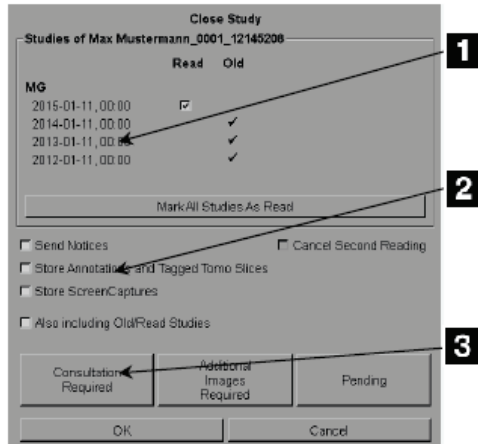 Close Study
Studies of Max Mustermann_0001_12145208
Read Old
MG
2015-01-11, 00:00
2014-01-11, 00:00
2013-01-11, 00:00
2012-01-11, 00:00
Mark All Studies As Read
Send Notices Cancel Second Reading
Store Annotations and Tagged Tomo Slices
Store ScreenCaptures
Also including Old/Read Studies
Consultation Required
Additional Images Required
Pending
OK Cancel
1
2
3